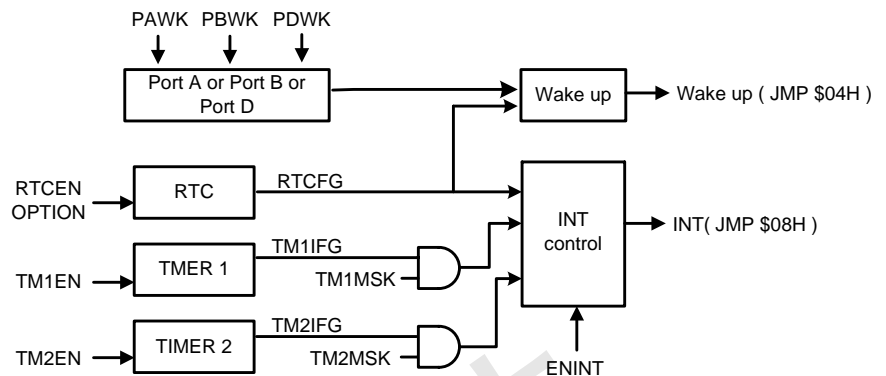 PAWK PBWK PDWK
Port A or Port B or
Port D
Wake up
Wake up ( JMP $04H )
RTCEN
OPTION
RTC
RTCFG
INT
control
INT( JMP $08H )
TM1EN
TMER 1
TM1IFG
TM1MSK
TM2EN
TIMER 2
TM2IFG
TM2MSK
ENINT